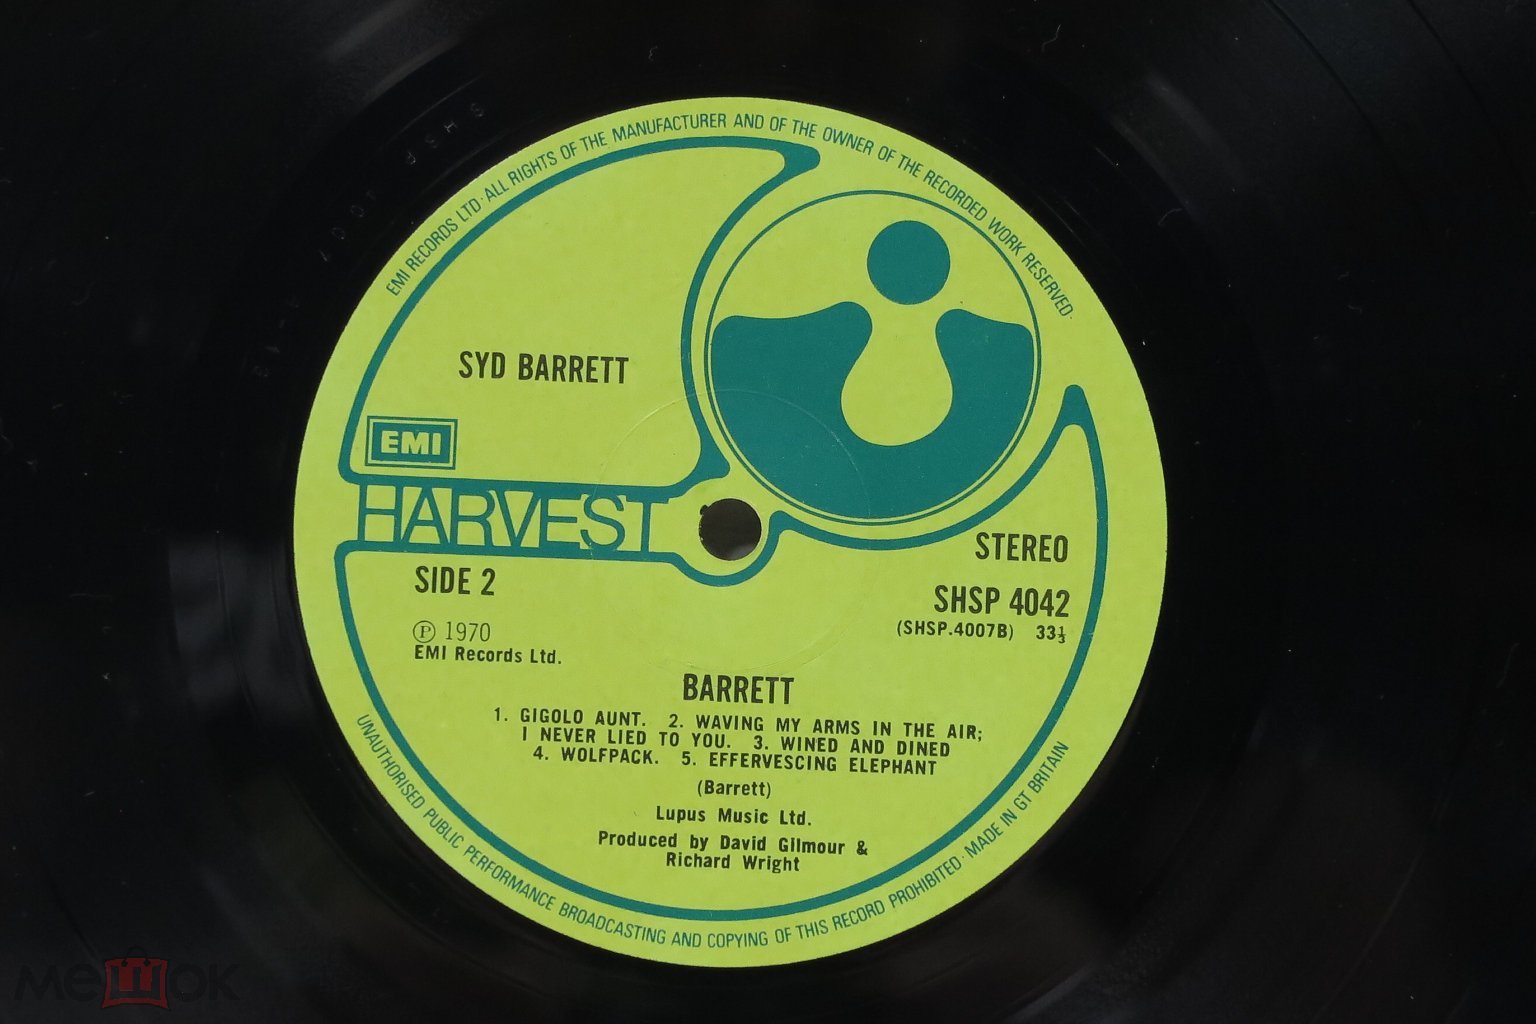 EMI RECORDS LTD · ALL RIGHTS OF THE MANUFACTURER AND OF THE OWNER OF THE RECORDED WORK RESERVED ·
SYD BARRETT
EMI
HARVEST
STEREO
SIDE 2
SHSP 4042
(SHSP.4007B) 33⅓
Ⓟ 1970
EMI Records Ltd.
BARRETT
1. GIGOLO AUNT. 2. WAVING MY ARMS IN THE AIR;
I NEVER LIED TO YOU. 3. WINED AND DINED
4. WOLFPACK. 5. EFFERVESCING ELEPHANT
(Barrett)
Lupus Music Ltd.
Produced by David Gilmour &
Richard Wright
UNAUTHORISED PUBLIC PERFORMANCE BROADCASTING AND COPYING OF THIS RECORD PROHIBITED · MADE IN GT BRITAIN
мешок